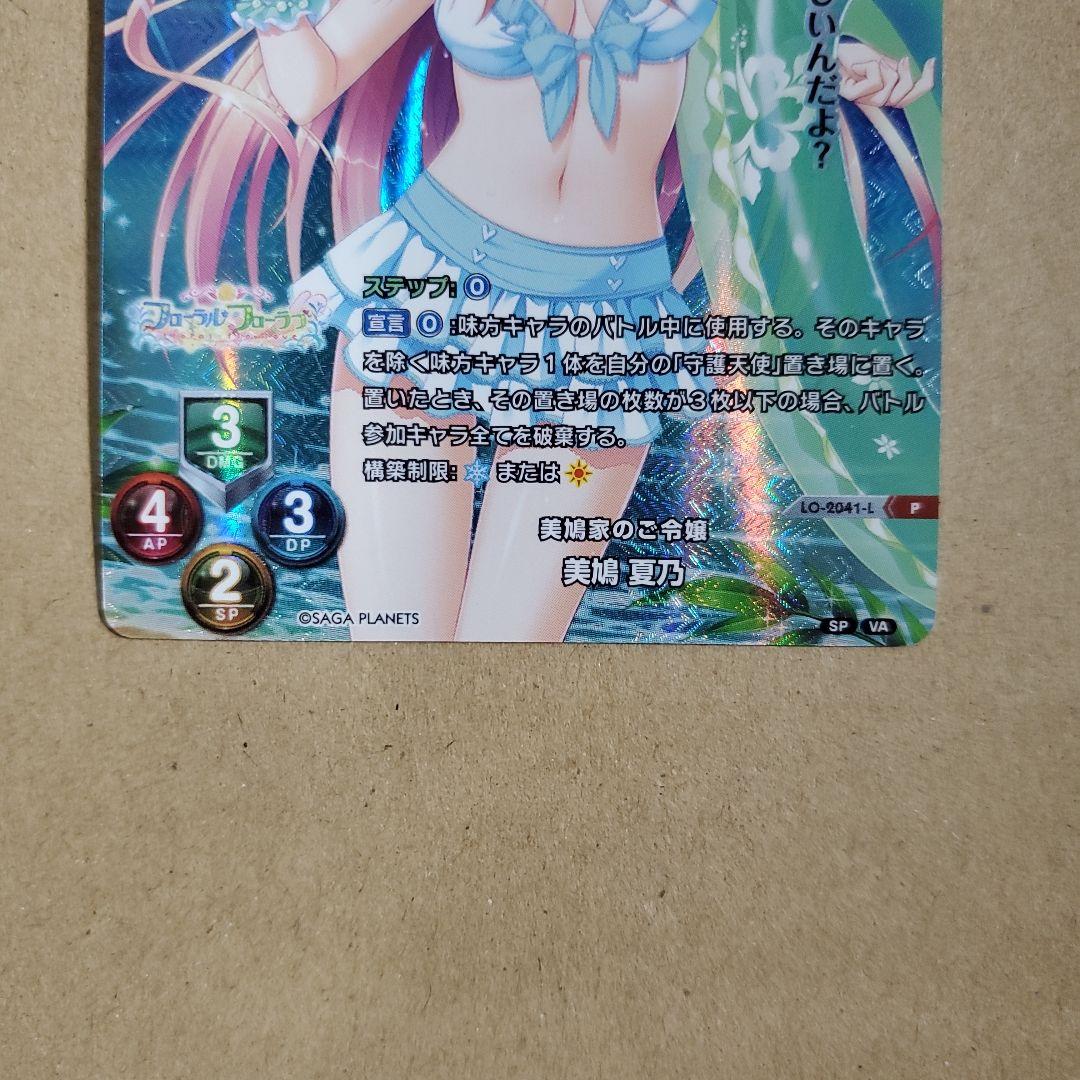 いんだよ?
ステップ: 0
フローラル・フローラブ
宣言 0 :味方キャラのバトル中に使用する。そのキャラ
を除く味方キャラ1体を自分の「守護天使」置き場に置く。
置いたとき、その置き場の枚数が3枚以下の場合、バトル
参加キャラ全てを破棄する。
構築制限: または
3
DMG
4
AP
3
DP
2
SP
LO-2041-L P
美鳩家のご令嬢
美鳩 夏乃
©SAGA PLANETS
SP VA